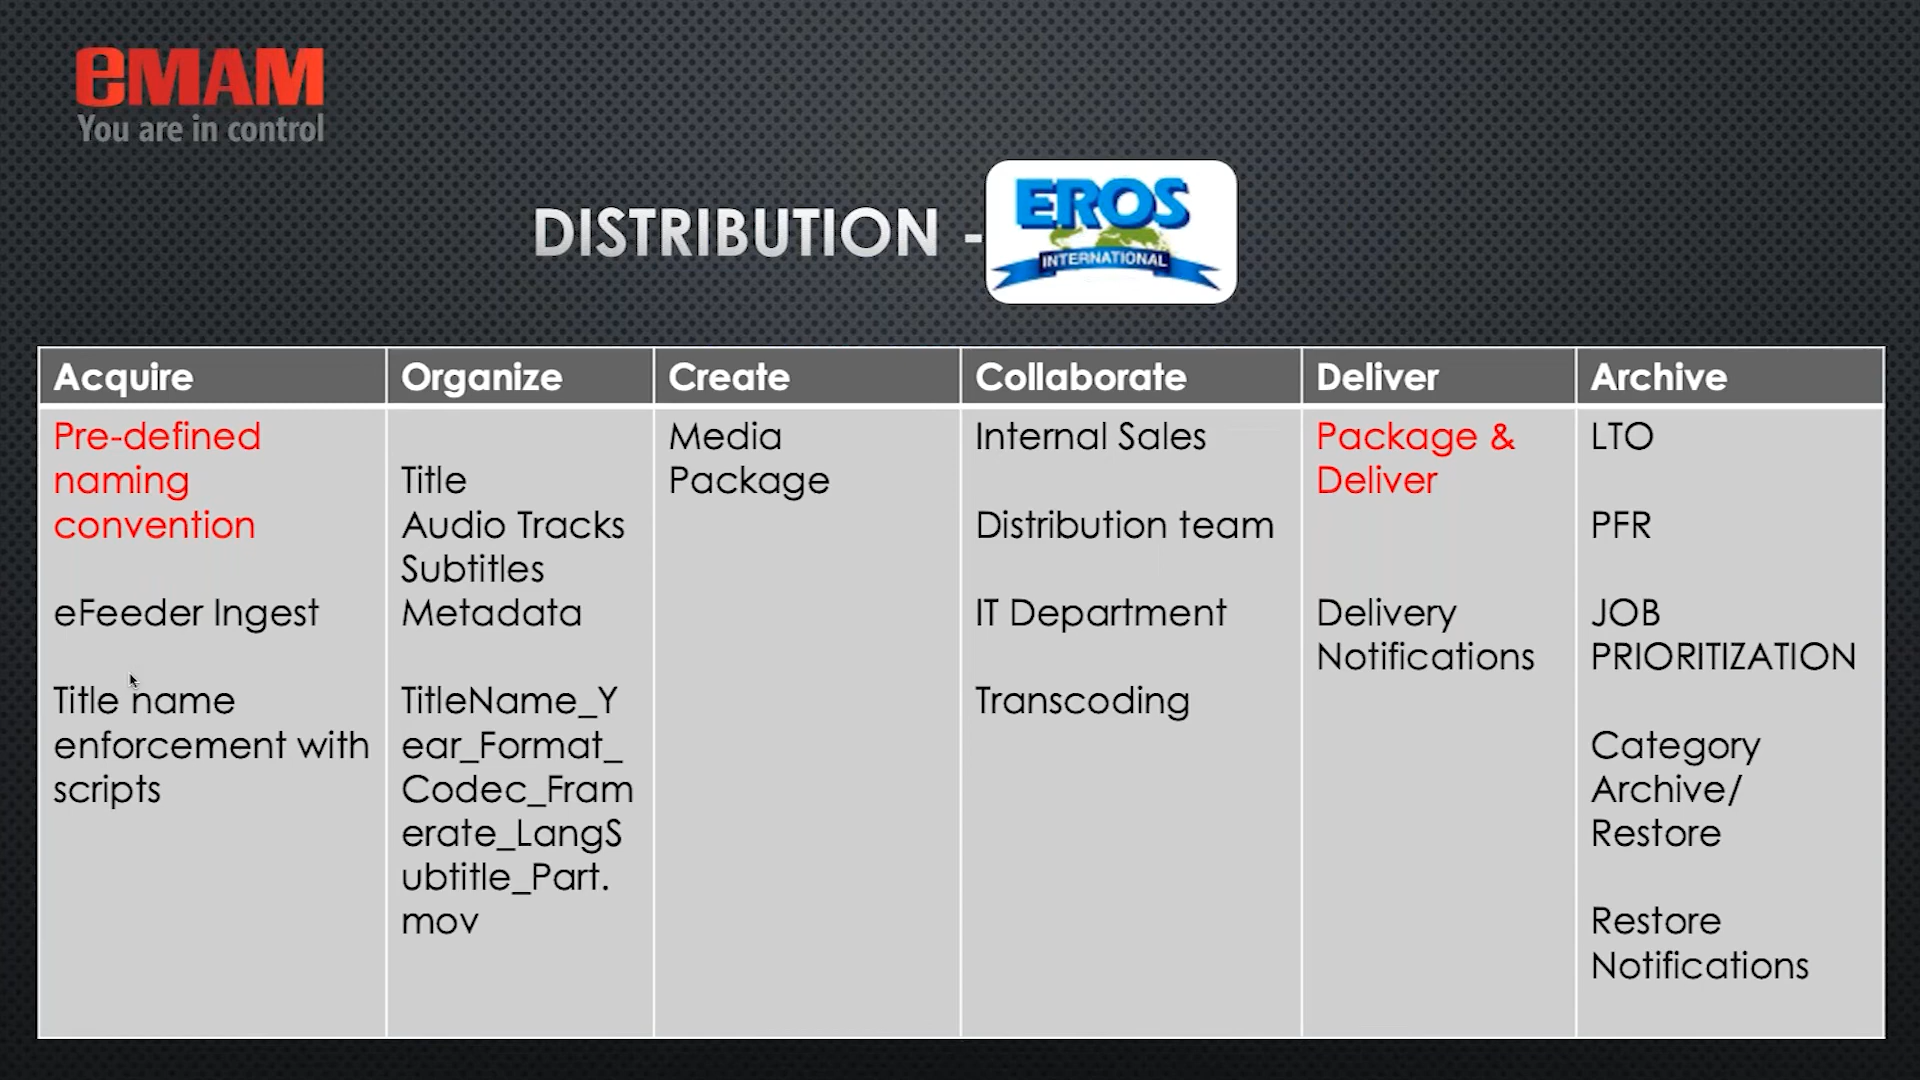 eMAM
You are in control
DISTRIBUTION -
EROS
INTERNATIONAL
Acquire
Pre-defined
naming
convention
eFeeder Ingest
Title name
enforcement with
scripts
Organize
Title
Audio Tracks
Subtitles
Metadata
TitleName_Y
ear_Format_
Codec_Fram
erate_LangS
ubtitle_Part.
mov
Create
Media
Package
Collaborate
Internal Sales
Distribution team
IT Department
Transcoding
Deliver
Package &
Deliver
Delivery
Notifications
Archive
LTO
PFR
JOB
PRIORITIZATION
Category
Archive/
Restore
Restore
Notifications